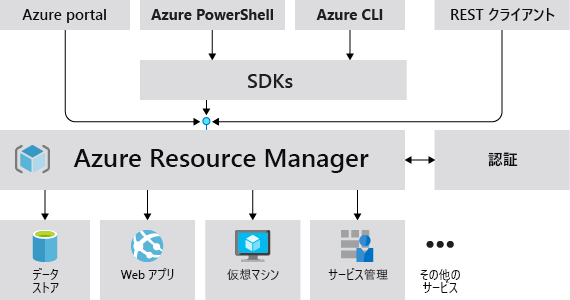 Azure portal
Azure PowerShell
Azure CLI
REST クライアント
SDKs
Azure Resource Manager
認証
データ
ストア
Web アプリ
仮想マシン
サービス管理
その他の
サービス